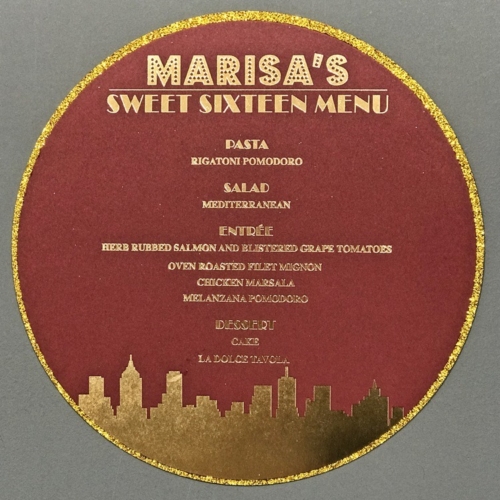 MARISA'S
SWEET SIXTEEN MENU
PASTA
RIGATONI POMODORO
SALAD
MEDITERRANEAN
ENTRÉE
HERB RUBBED SALMON AND BLISTERED GRAPE TOMATOES
OVEN ROASTED FILET MIGNON
CHICKEN MARSALA
MELANZANA POMODORO
DESSERT
CAKE
LA DOLCE TAVOLA